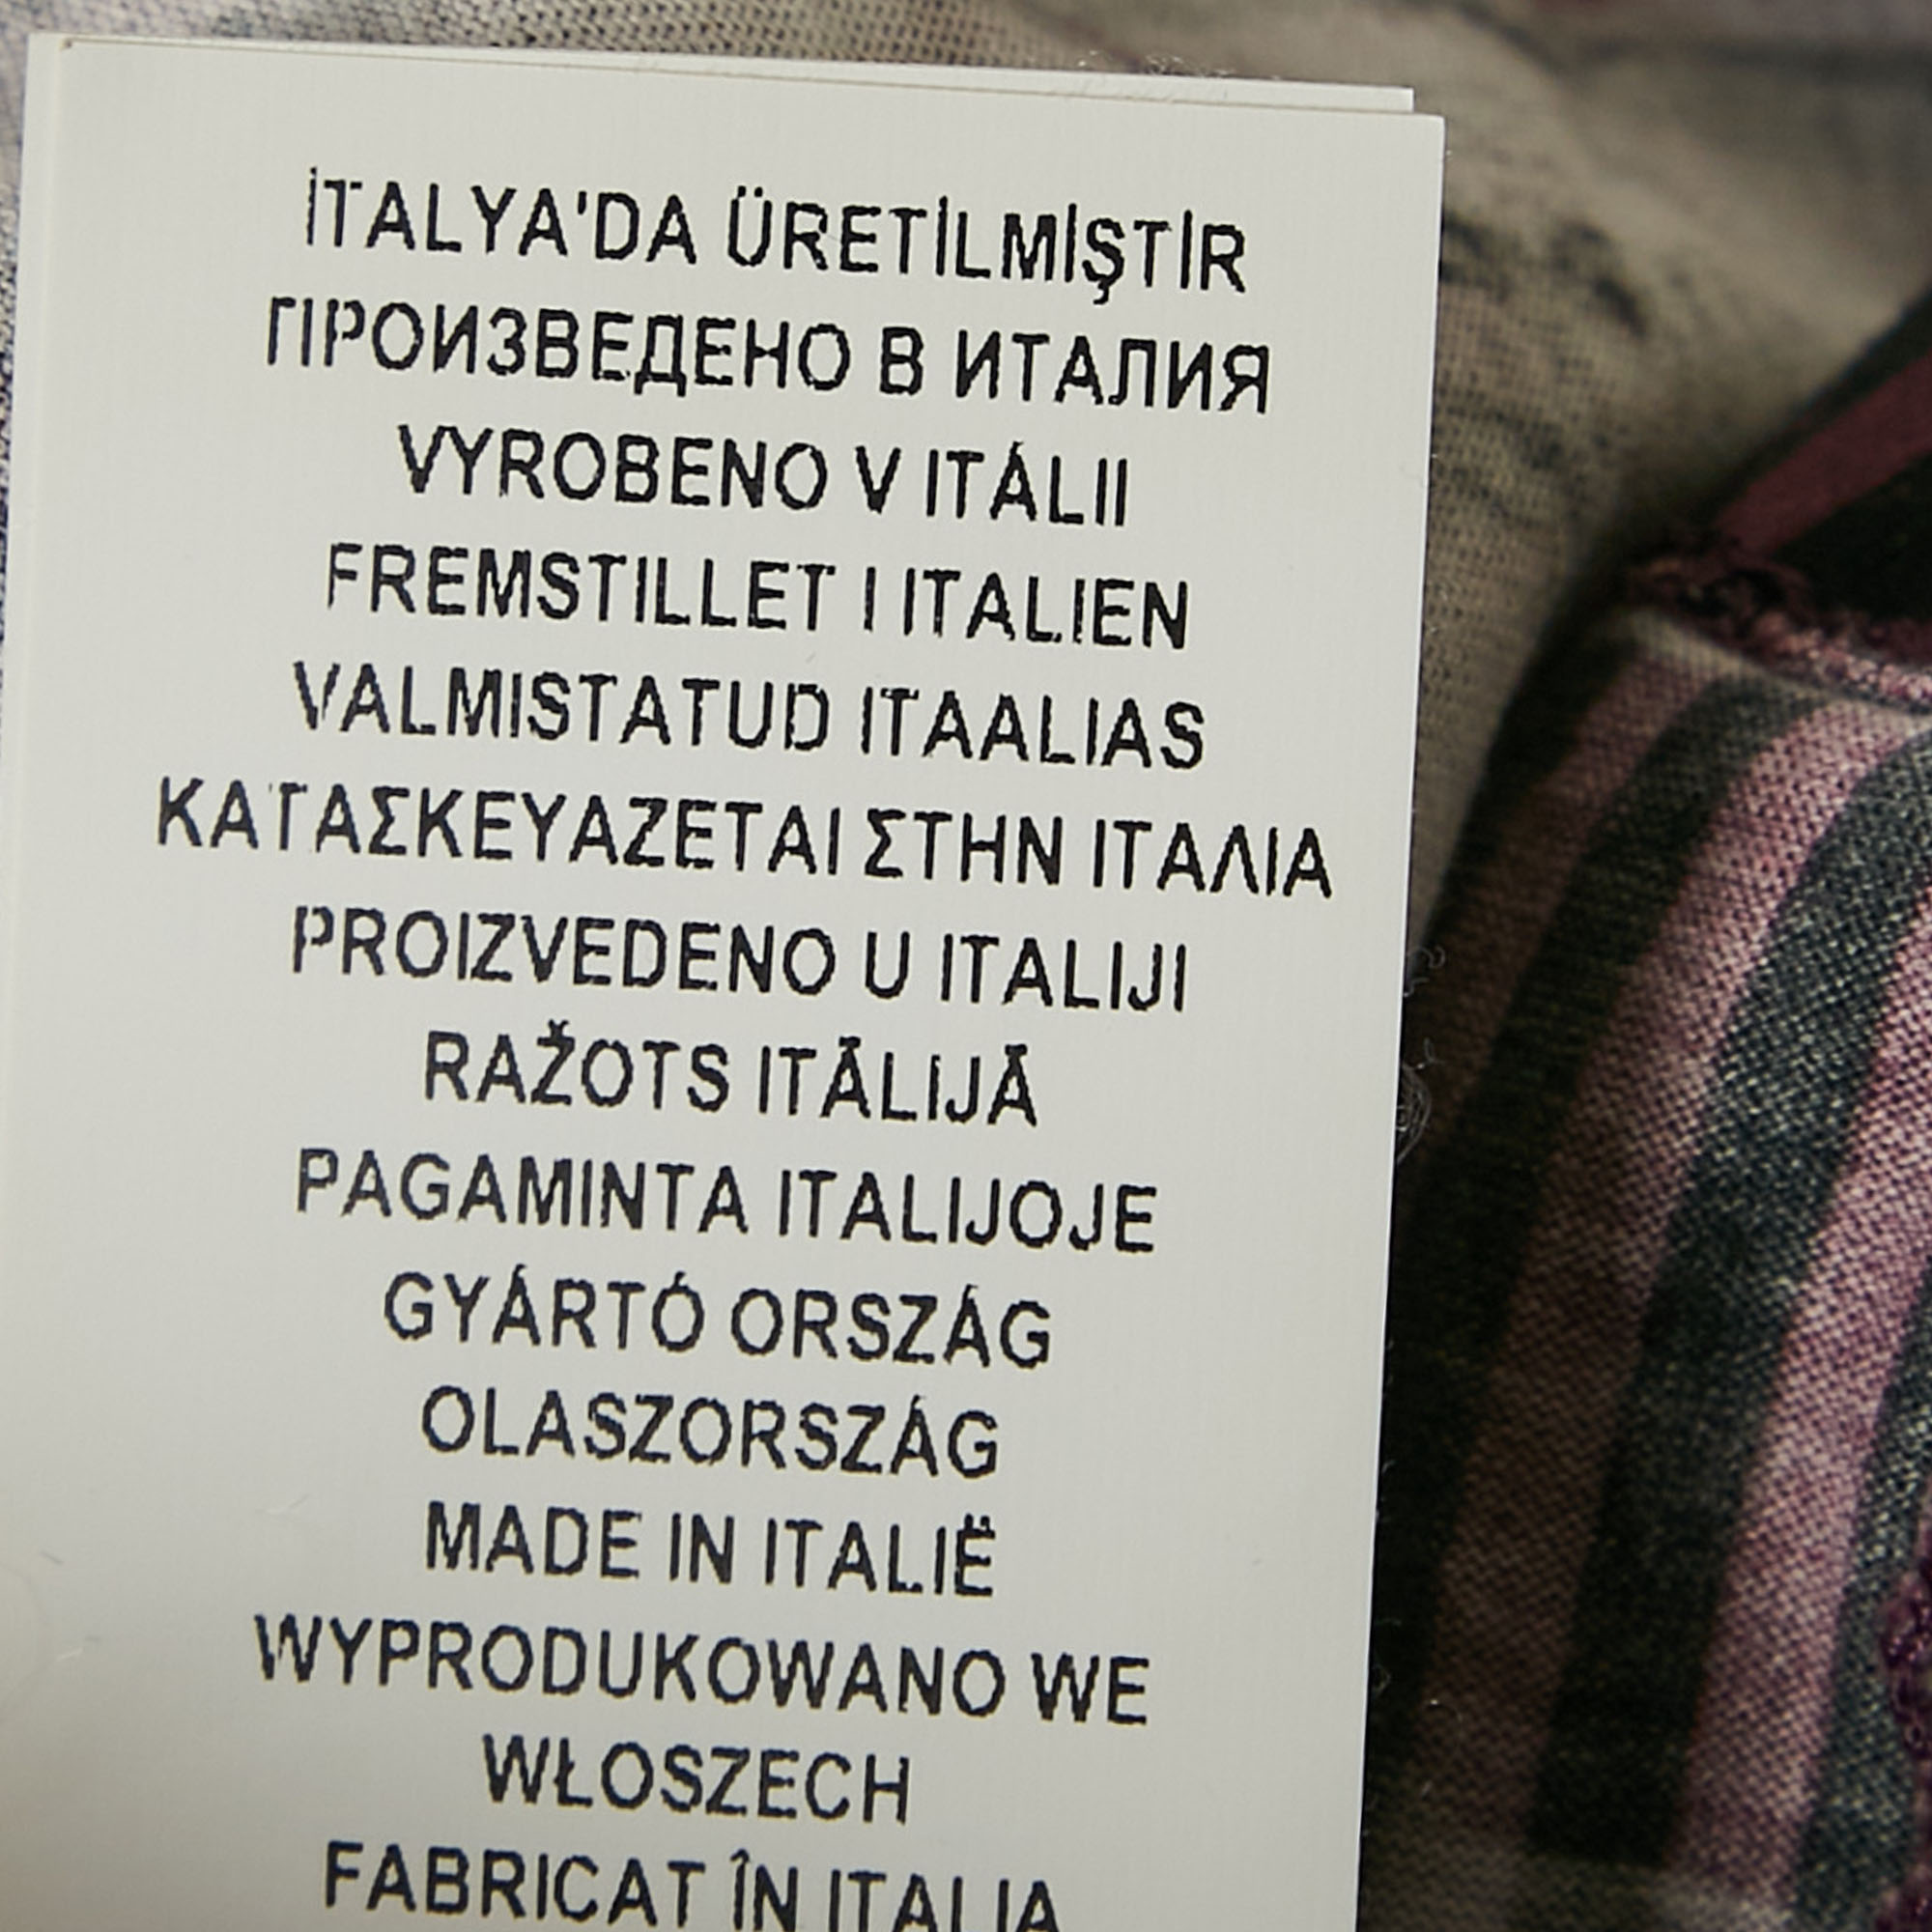 İTALYA'DA ÜRETİLMİŞTİR
ПРОИЗВЕДЕНО В ИТАЛИЯ
VYROBENO V ITÁLII
FREMSTILLET I ITALIEN
VALMISTATUD ITAALIAS
ΚΑΤΑΣΚΕΥΑΖΕΤΑΙ ΣΤΗΝ ΙΤΑΛΙΑ
PROIZVEDENO U ITALIJI
RAŽOTS ITĀLIJĀ
PAGAMINTA ITALIJOJE
GYÁRTÓ ORSZÁG
OLASZORSZÁG
MADE IN ITALIË
WYPRODUKOWANO WE
WŁOSZECH
FABRICAT ÎN ITALIA